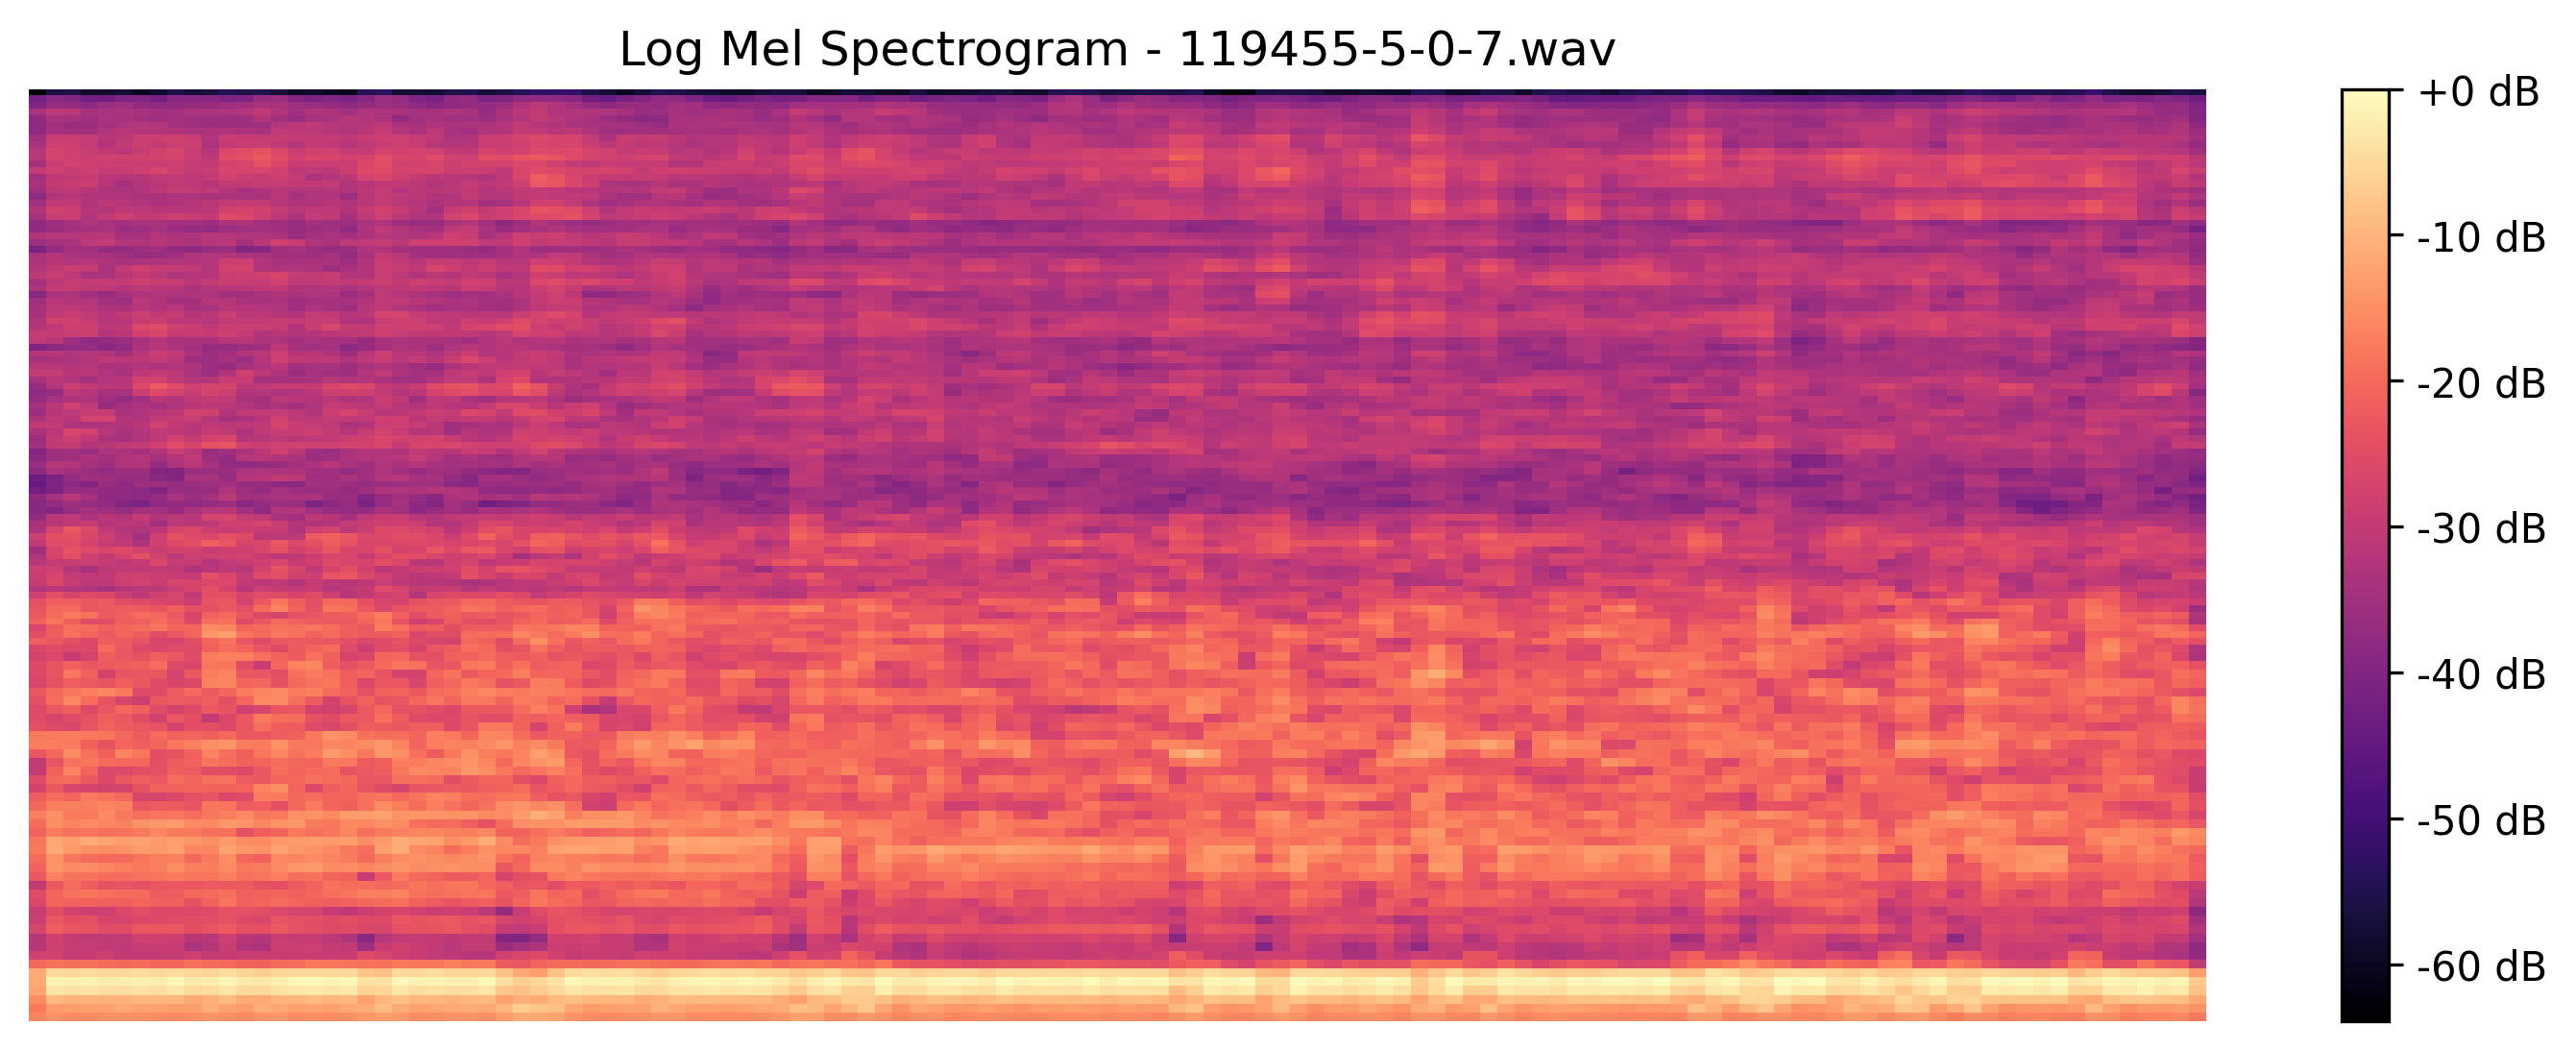 Log Mel Spectrogram - 119455-5-0-7.wav
+0 dB
-10 dB
-20 dB
-30 dB
-40 dB
-50 dB
-60 dB